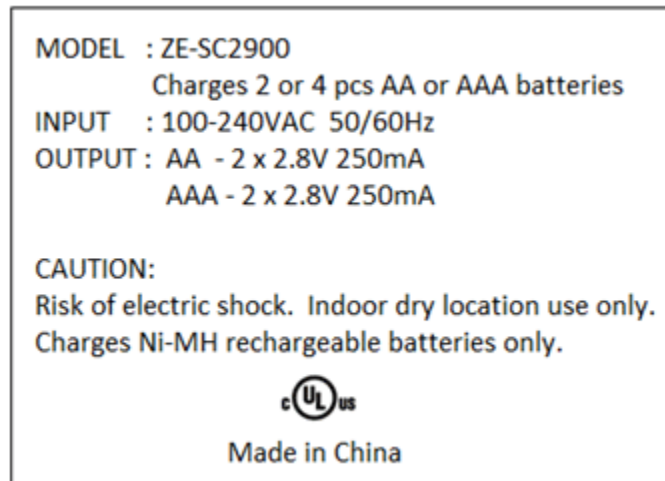 MODEL : ZE-SC2900
Charges 2 or 4 pcs AA or AAA batteries
INPUT : 100-240VAC 50/60Hz
OUTPUT : AA - 2 x 2.8V 250mA
AAA - 2 x 2.8V 250mA
CAUTION:
Risk of electric shock. Indoor dry location use only.
Charges Ni-MH rechargeable batteries only.
c UL us
Made in China